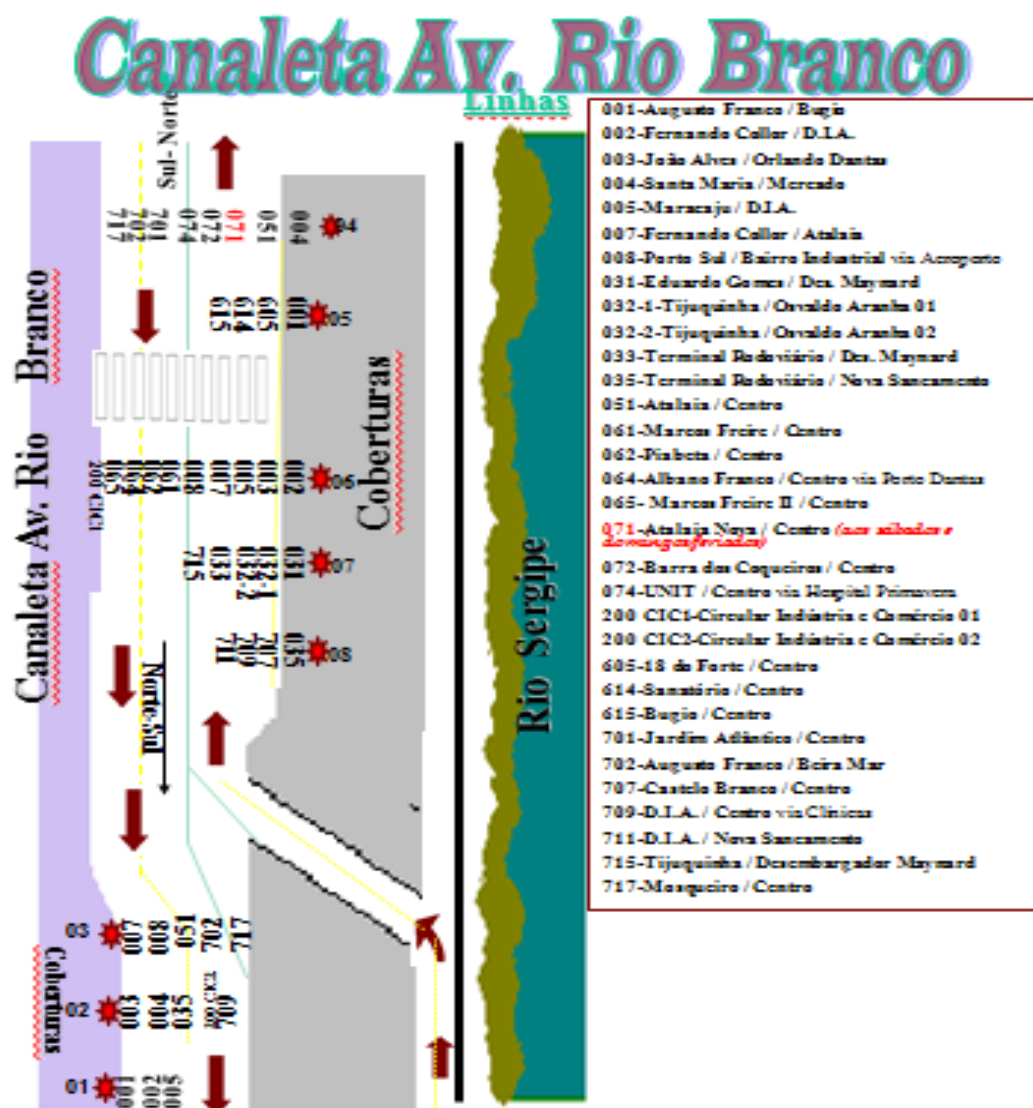 Canaleta Av. Rio Branco
Linhas
001-Augusto Franco / Bugio
002-Fernando Collor / D.I.A.
003-João Alves / Orlando Dantas
004-Santa Maria / Mercado
005-Maracaju / D.I.A.
007-Fernando Collor / Atalaia
008-Porto Sul / Bairro Industrial via Aeroporto
031-Eduardo Gomes / Des. Maynard
032-1-Tijuquinha / Osvaldo Aranha 01
032-2-Tijuquinha / Osvaldo Aranha 02
033-Terminal Rodoviário / Des. Maynard
035-Terminal Rodoviário / Nova Saneamento
051-Atalaia / Centro
061-Marcos Freire / Centro
062-Piabeta / Centro
064-Albano Franco / Centro via Porto Dantas
065- Marcos Freire II / Centro
071-Atalaia Nova / Centro (aos sábados e
domingos/feriados)
072-Barra dos Coqueiros / Centro
074-UNIT / Centro via Hospital Primavera
200 CIC1-Circular Indústria e Comércio 01
200 CIC2-Circular Indústria e Comércio 02
605-18 do Forte / Centro
614-Sanatório / Centro
615-Bugio / Centro
701-Jardim Atlântico / Centro
702-Augusto Franco / Beira Mar
707-Castelo Branco / Centro
709-D.I.A. / Centro via Clínicas
711-D.I.A. / Nova Saneamento
715-Tijuquinha / Desembargador Maynard
717-Mosqueiro / Centro
Sul- Norte
717
702
701
074
072
071
051
004
04
615
614
605
001
05
Canaleta Av. Rio Branco
Coberturas
200 CIC1
065
064
062
061
008
007
005
003
002
06
715
033
032-2
032-1
031
07
711
709
707
035
08
Rio Sergipe
Norte-Sul
03
007
008
051
702
717
Coberturas
02
003
004
035
709
01
001
002
005